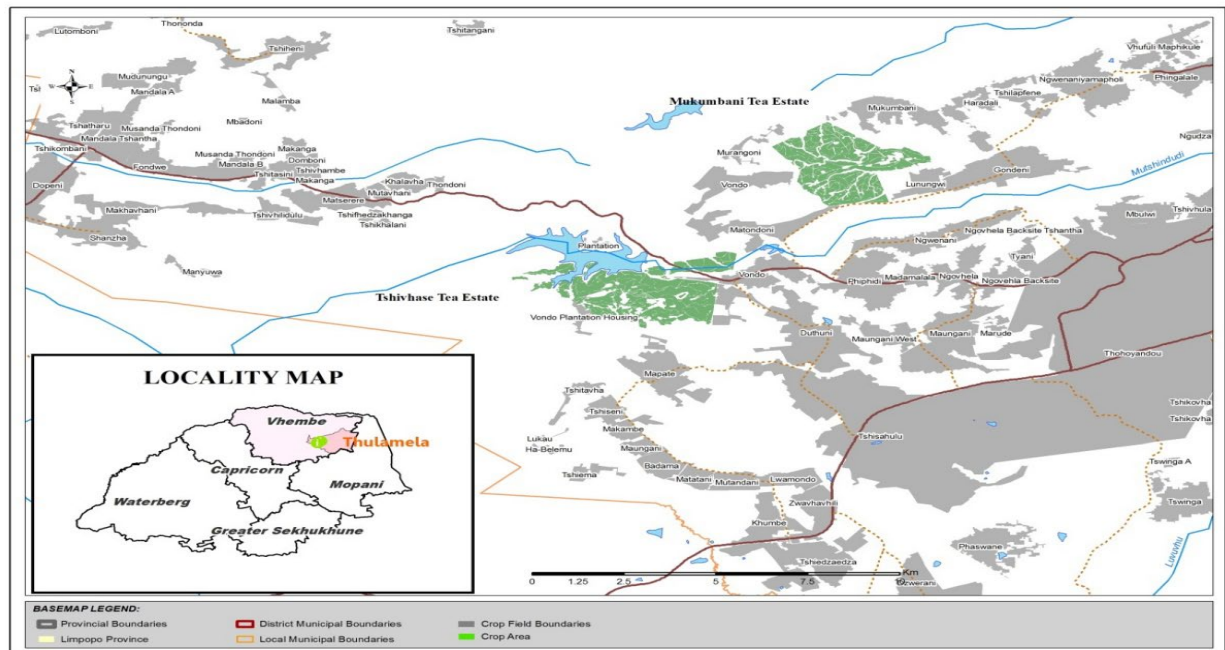 Lutomboni
Thononda
Tshiheni
Tshitangani
Vhufuli Maphikule
Phingalale
Ngwenaniyamapholi
Tshilapfene
Haradali
Mukumbani
Mukumbani Tea Estate
N
W
E
S
Tsl
Mudunungu
Mandala A
Malamba
Mbadoni
Tshatharu
Musanda Thondoni
Mandala Tshantha
Tshikombani
Fondwe
Musanda Thondoni
Mandala B
Makanga
Domboni
Tshitasini
Tshivhambe
Makanga
Khalavha
Thondoni
Mutavhani
Matserere
Dopeni
Makhavhani
Tshivhilidulu
Tshifhedzakhanga
Tshikhalani
Shanzha
Manyuwa
Murangoni
Vondo
Lunungwi
Gondeni
Ngudza
Mutshindudi
Matondoni
Mbulwi
Tshivhula
Ngovhela Backsite Tshantha
Ngwenani
Tyani
Plantation
Vondo
Phiphidi
Madamalala
Ngovhela
Ngovehla Backsite
Tshivhase Tea Estate
Vondo Plantation Housing
Duthuni
Maungani West
Maungani
Marude
Thohoyandou
Mapate
Tshitavha
Tshiseni
Makambe
Lukau
Ha-Belemu
Maungani
Tshisahulu
Tshikovha
Tshikovha
Tshiema
Badama
Matatani
Mutandani
Lwamondo
Zwavhavhili
Tswinga A
Tswinga
Khumbe
Tshiedzaedza
Phaswane
Luvuvhu
Km
0
1.25
2.5
5
7.5
LOCALITY MAP
Vhembe
Thulamela
Capricorn
Mopani
Waterberg
Greater Sekhukhune
BASEMAP LEGEND:
Provincial Boundaries
District Municipal Boundaries
Crop Field Boundaries
Limpopo Province
Local Municipal Boundaries
Crop Area